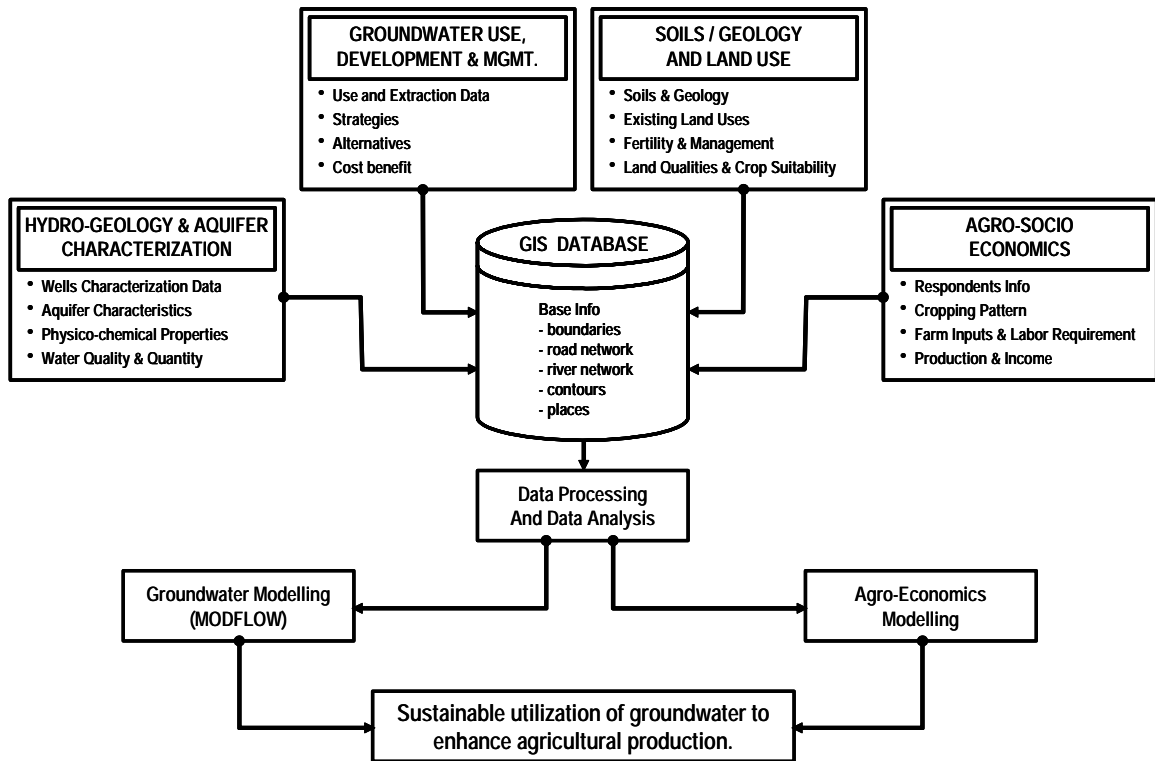 GROUNDWATER USE,
DEVELOPMENT & MGMT.
• Use and Extraction Data
• Strategies
• Alternatives
• Cost benefit
SOILS / GEOLOGY
AND LAND USE
• Soils & Geology
• Existing Land Uses
• Fertility & Management
• Land Qualities & Crop Suitability
HYDRO-GEOLOGY & AQUIFER
CHARACTERIZATION
• Wells Characterization Data
• Aquifer Characteristics
• Physico-chemical Properties
• Water Quality & Quantity
GIS DATABASE
Base Info
- boundaries
- road network
- river network
- contours
- places
AGRO-SOCIO
ECONOMICS
• Respondents Info
• Cropping Pattern
• Farm Inputs & Labor Requirement
• Production & Income
Data Processing
And Data Analysis
Groundwater Modelling
(MODFLOW)
Agro-Economics
Modelling
Sustainable utilization of groundwater to
enhance agricultural production.